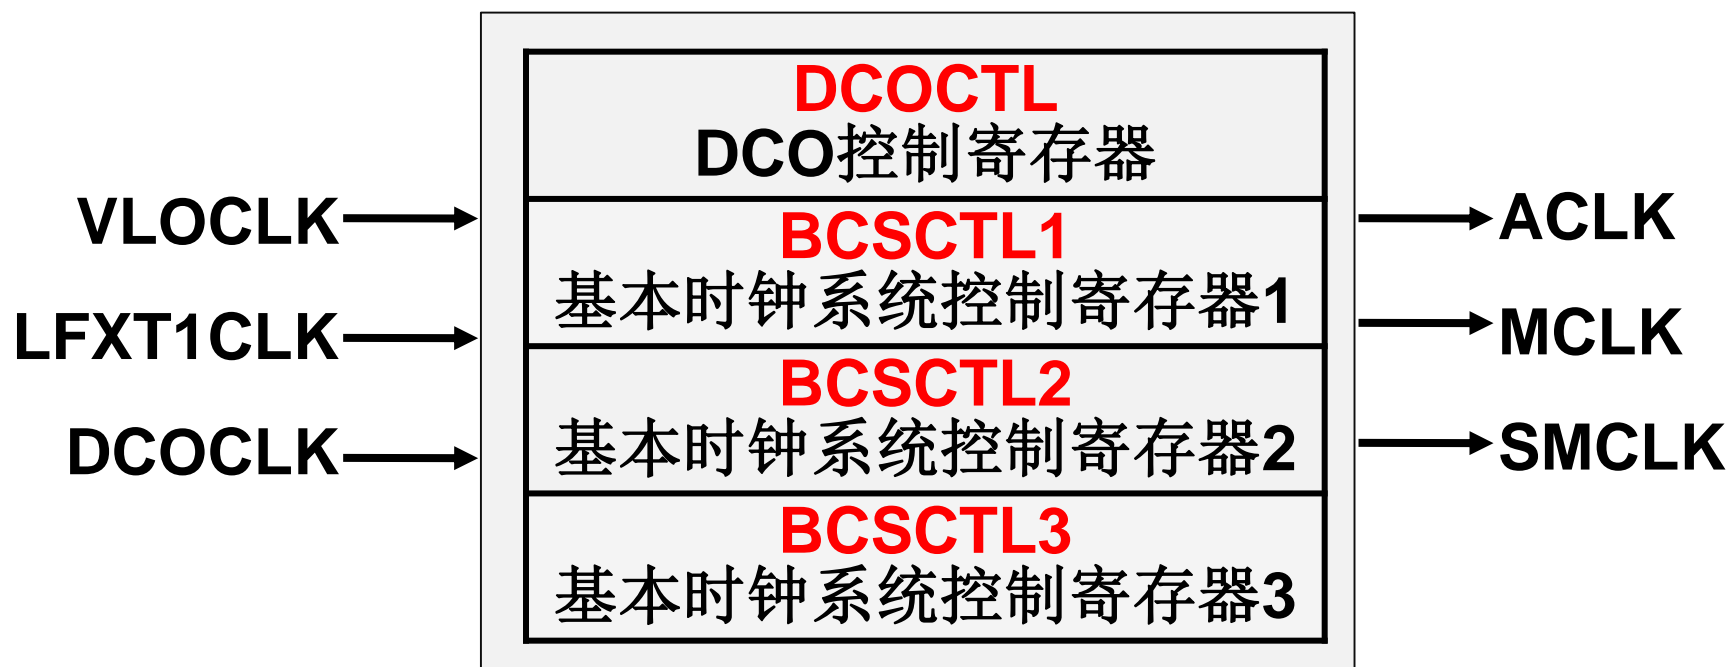 DCOCTL
DCO控制寄存器
VLOCLK
LFXT1CLK
DCOCLK
BCSCTL1
基本时钟系统控制寄存器1
BCSCTL2
基本时钟系统控制寄存器2
BCSCTL3
基本时钟系统控制寄存器3
ACLK
MCLK
SMCLK